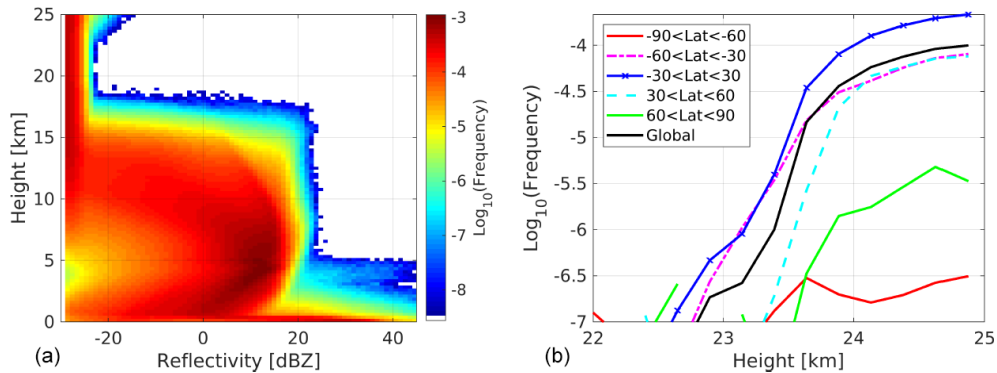 25
20
15
10
5
0
Height [km]
-20
0
20
40
Reflectivity [dBZ]
(a)
-3
-4
-5
-6
-7
-8
Log10(Frequency)
-4
-4.5
-5
-5.5
-6
-6.5
-7
Log10(Frequency)
-90<Lat<-60
-60<Lat<-30
-30<Lat<30
30<Lat<60
60<Lat<90
Global
22
23
24
25
Height [km]
(b)